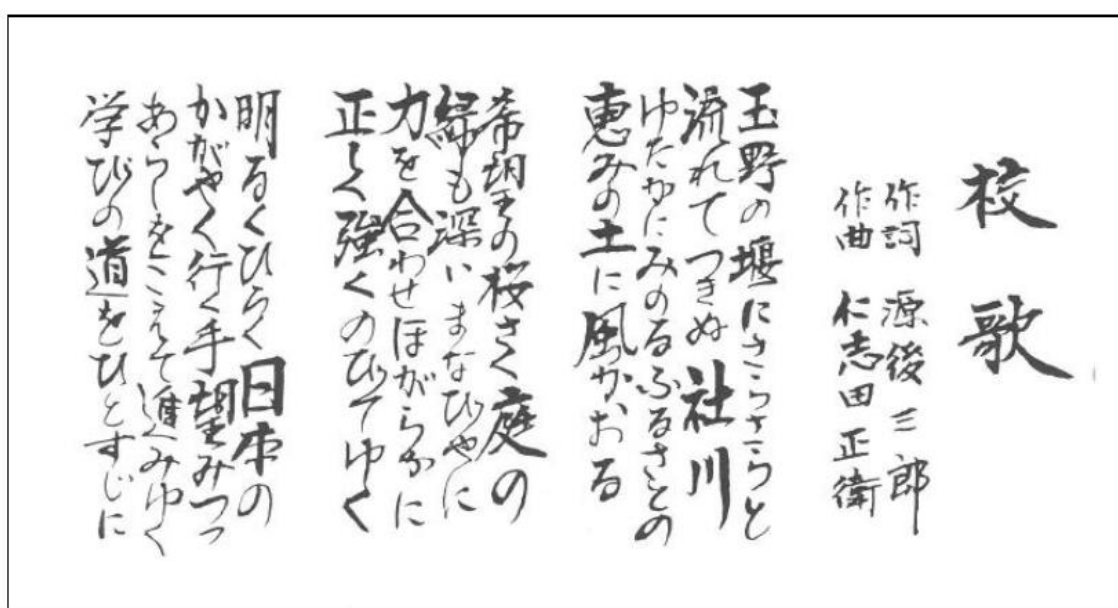 校歌
作詞 源後三郎
作曲 仁志田正衛
玉野の堰にさらさらと
流れてつきぬ社川
ゆたかにみのるふるさとの
恵みの土に風かおる
希望の桜さく庭の
緑も深いまなびやに
力を合わせほがらかに
正しく強くのびてゆく
明るくひらく日本の
かがやく行く手望みつつ
あらしをこえて進みゆく
学びの道をひとすじに